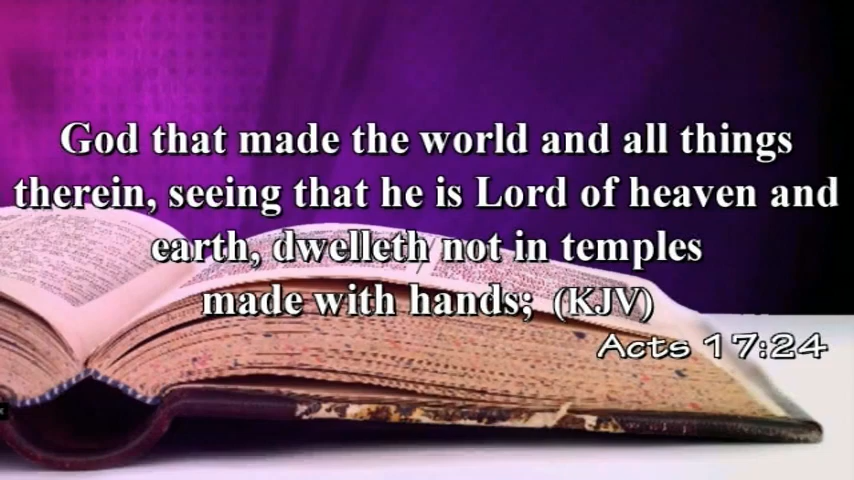 God that made the world and all things
therein, seeing that he is Lord of heaven and
earth, dwelleth not in temples
made with hands; (KJV)
Acts 17:24